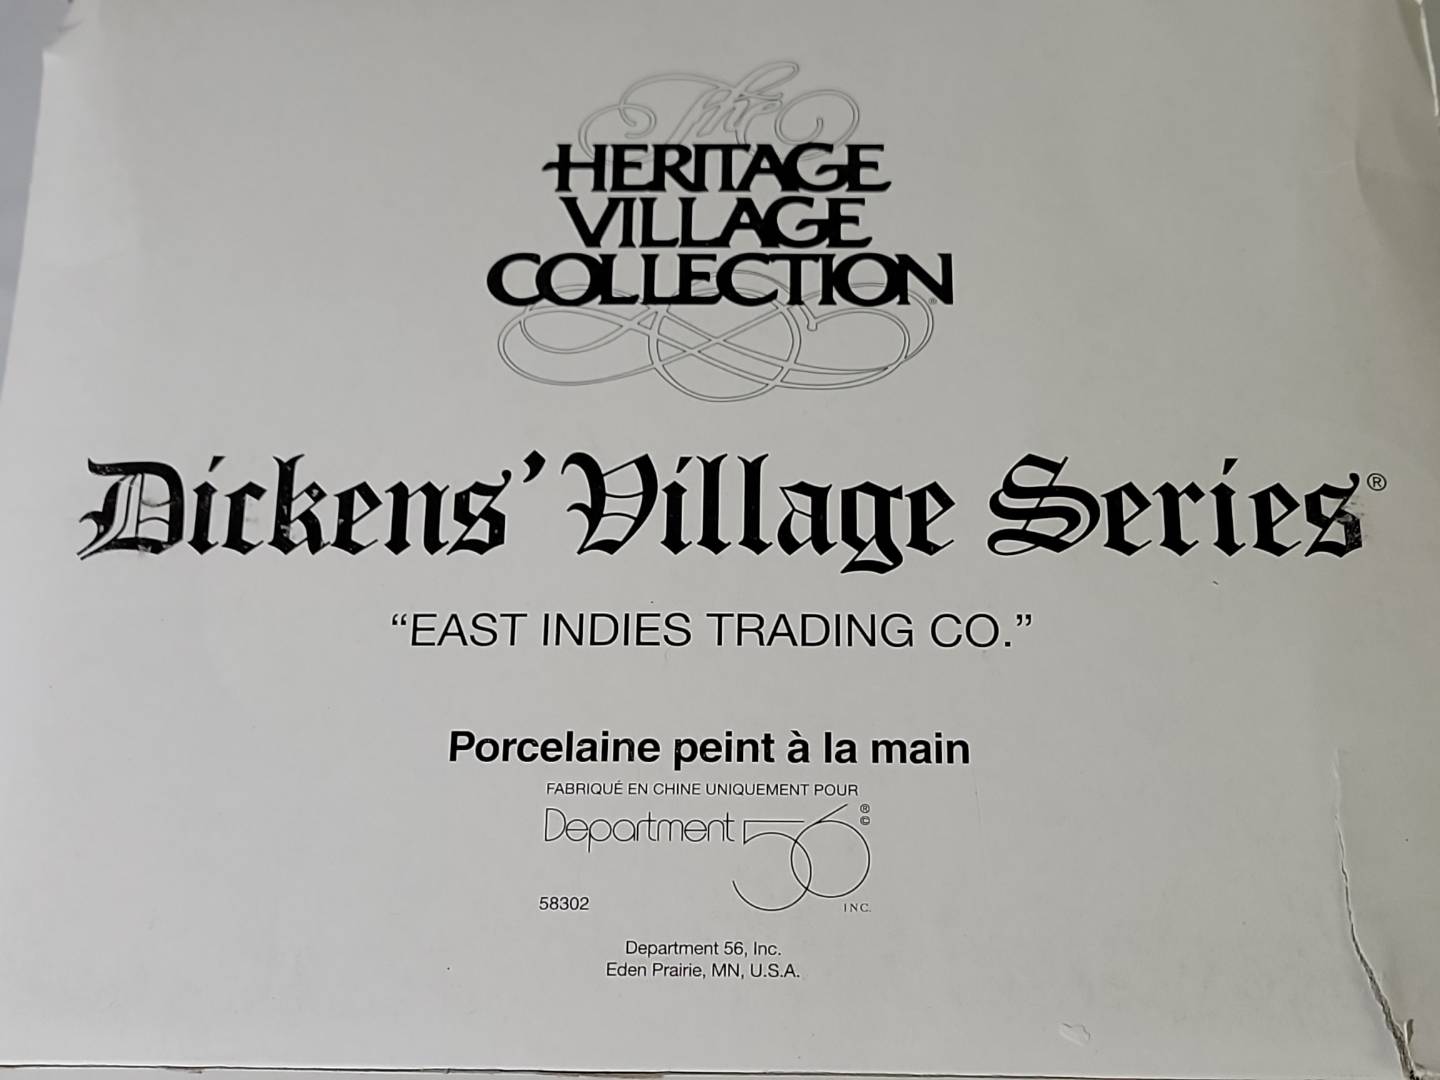 The
HERITAGE
VILLAGE
COLLECTION®
Dickens' Village Series®
“EAST INDIES TRADING CO.”
Porcelaine peint à la main
FABRIQUÉ EN CHINE UNIQUEMENT POUR
Department 56®©
58302
INC.
Department 56, Inc.
Eden Prairie, MN, U.S.A.